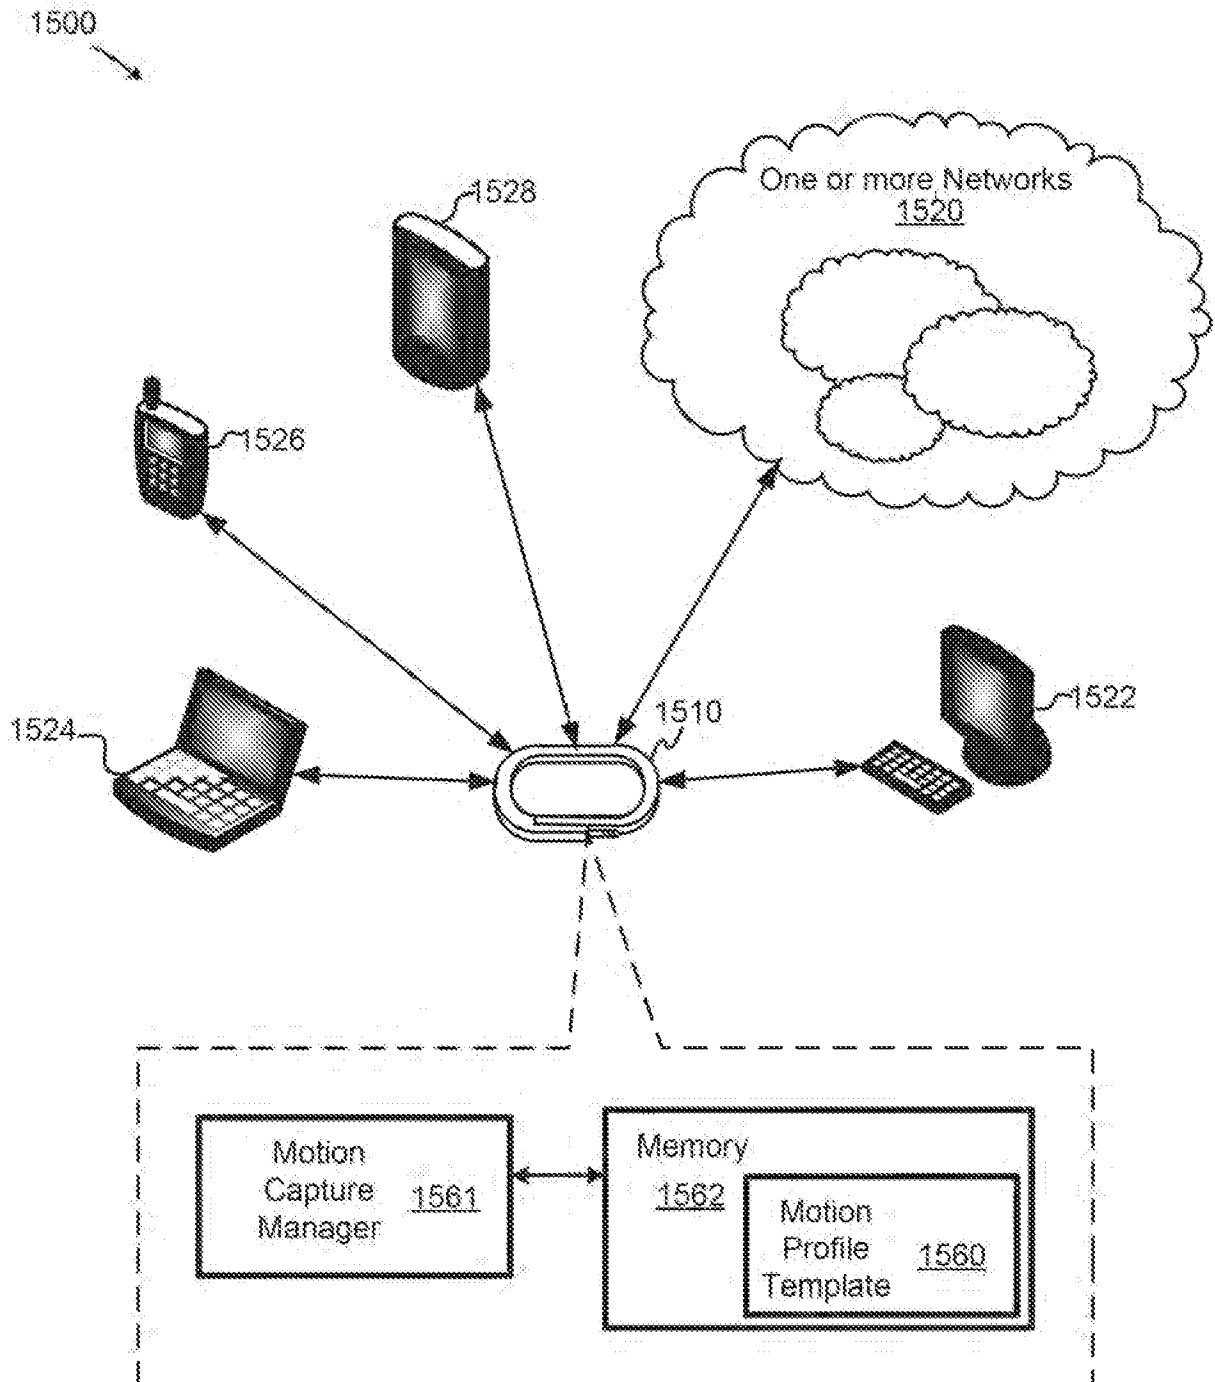 1500
1528
One or more Networks
1520
1526
1510
1522
1524
Motion
Capture
Manager
1561
Memory
1562
Motion
Profile
Template
1560